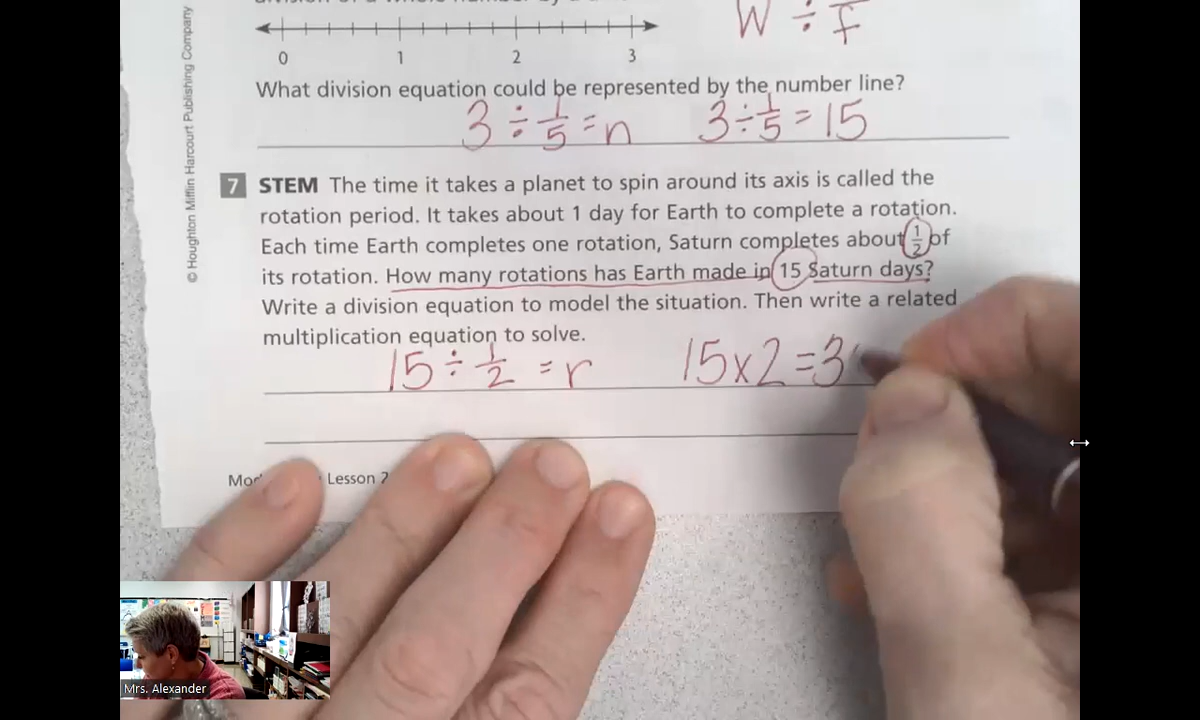 W ÷ F
0 1 2 3
What division equation could be represented by the number line?
3 ÷ 1/5 = n 3 ÷ 1/5 = 15
7 STEM The time it takes a planet to spin around its axis is called the
rotation period. It takes about 1 day for Earth to complete a rotation.
Each time Earth completes one rotation, Saturn completes about 1/2 of
its rotation. How many rotations has Earth made in 15 Saturn days?
Write a division equation to model the situation. Then write a related
multiplication equation to solve.
15 ÷ 1/2 = r 15 x 2 = 3
Lesson 2
© Houghton Mifflin Harcourt Publishing Company
Mrs. Alexander